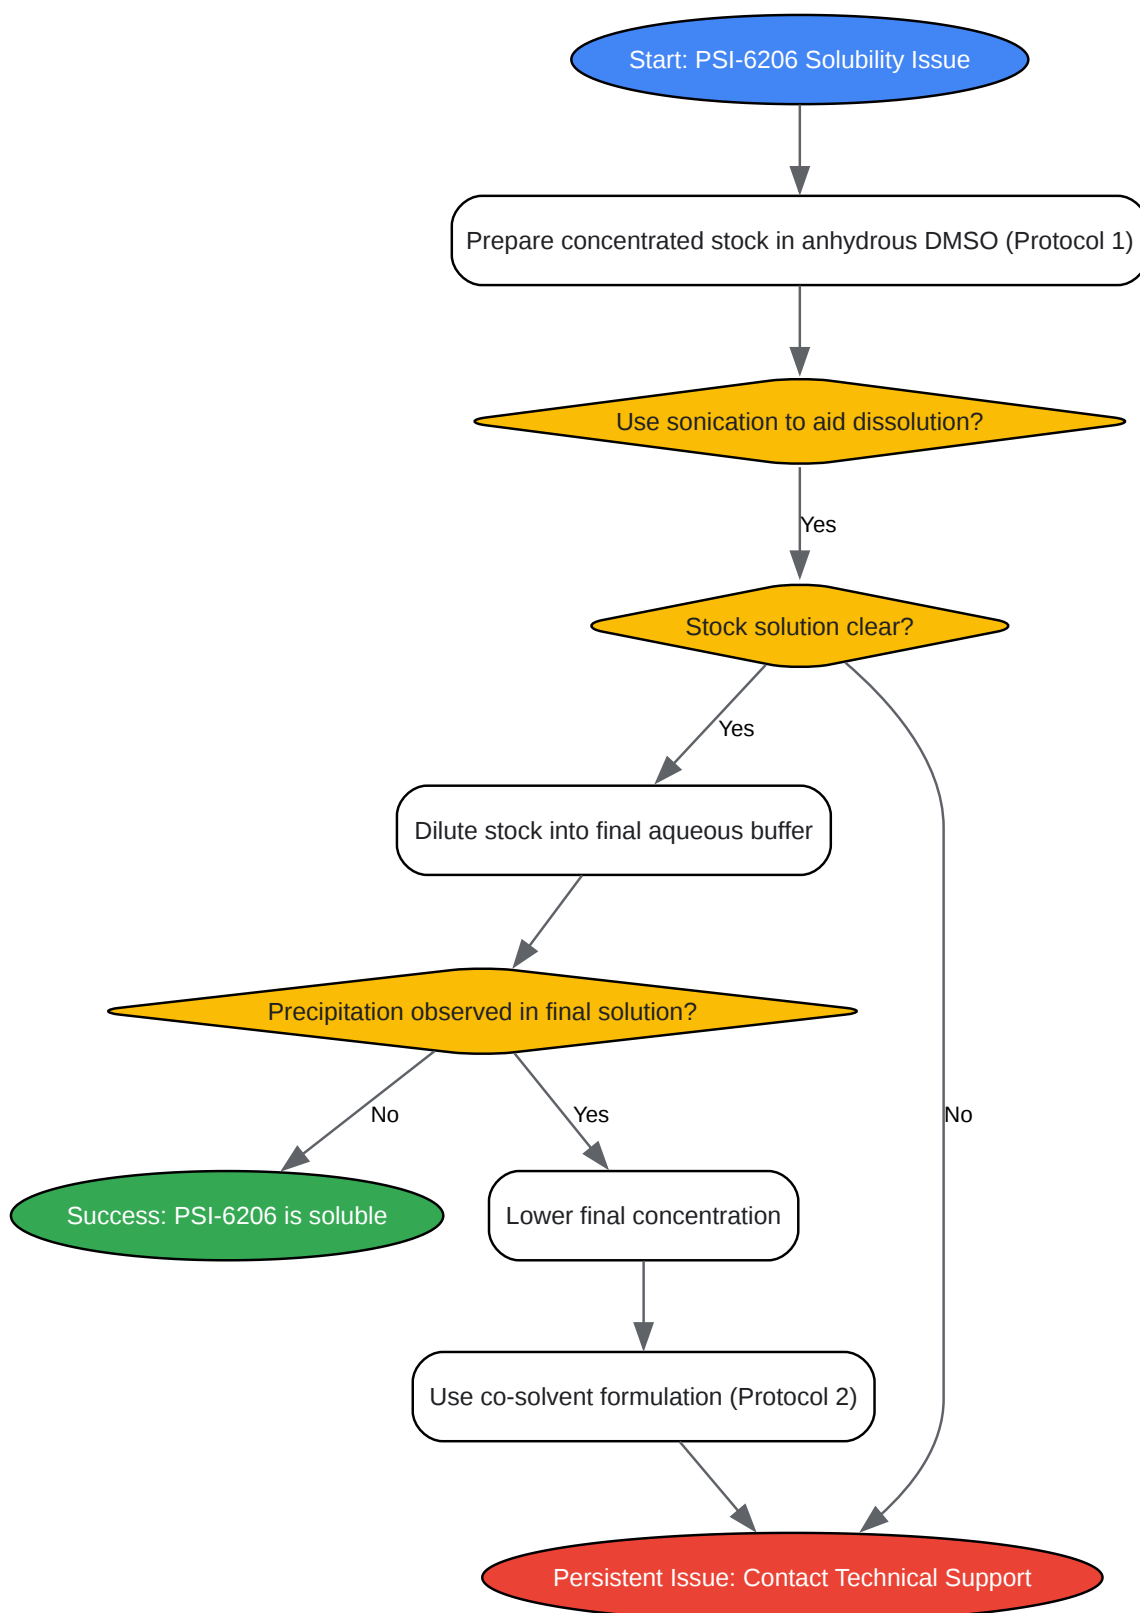 Start: PSI-6206 Solubility Issue
Prepare concentrated stock in anhydrous DMSO (Protocol 1)
Use sonication to aid dissolution?
Yes
Stock solution clear?
Yes
Dilute stock into final aqueous buffer
Precipitation observed in final solution?
No
Yes
No
Success: PSI-6206 is soluble
Lower final concentration
Use co-solvent formulation (Protocol 2)
Persistent Issue: Contact Technical Support